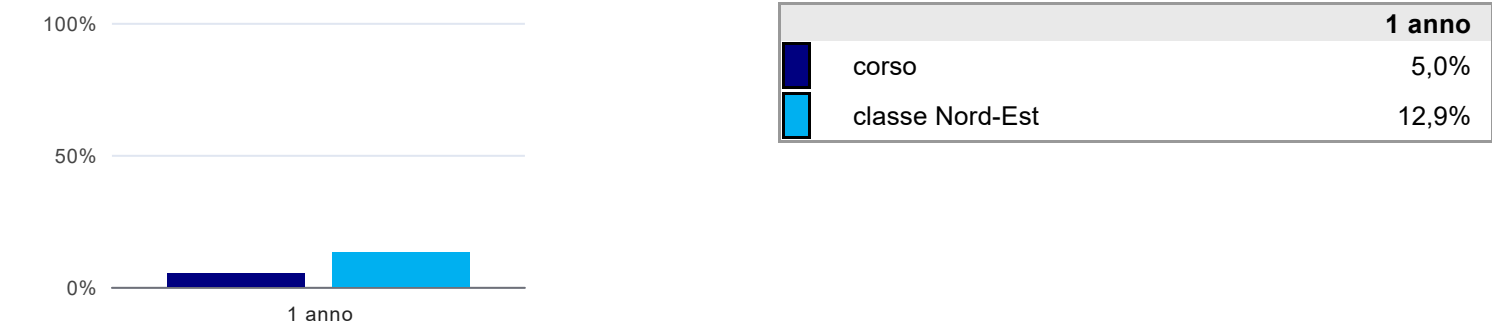 100%
50%
0%
1 anno
1 anno
corso 5,0%
classe Nord-Est 12,9%